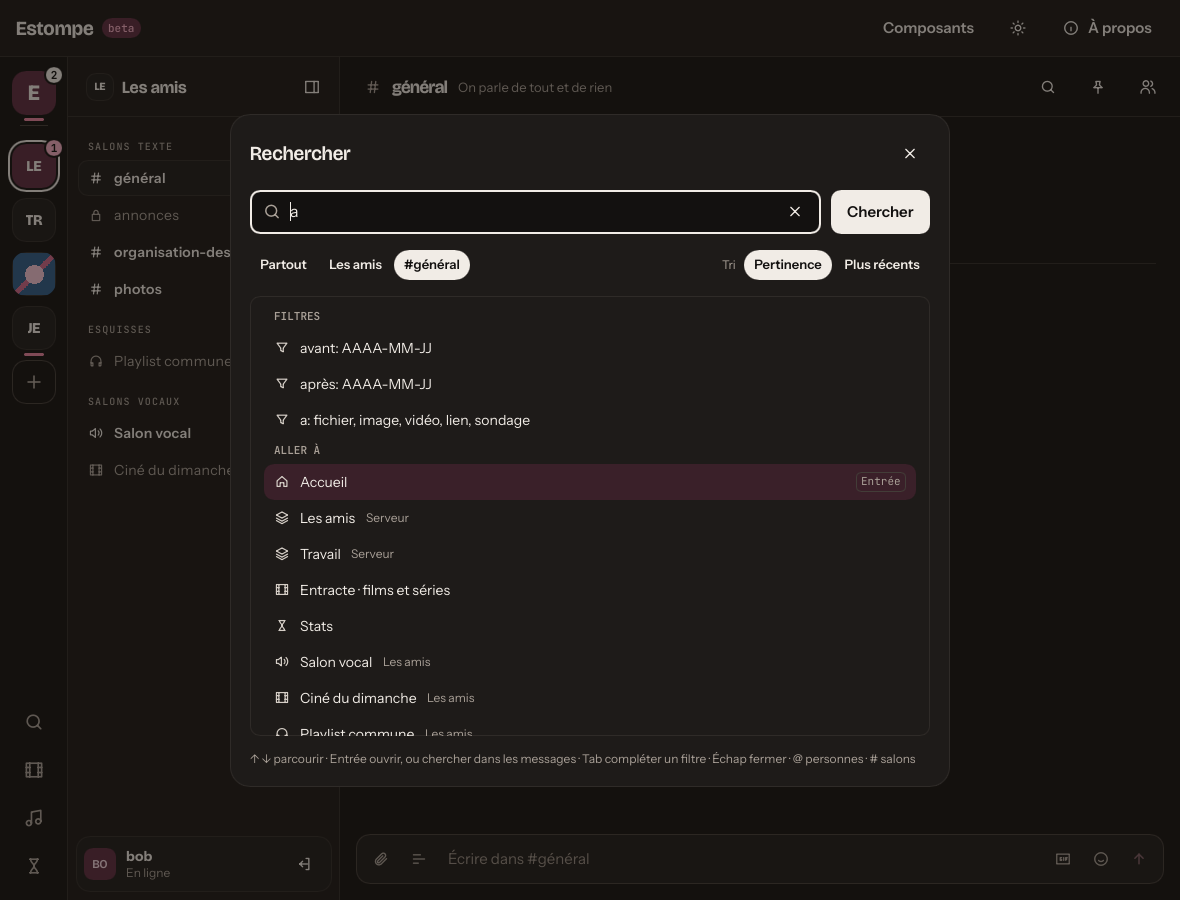 Estompe beta
Composants
À propos
E 2
LE Les amis
# général On parle de tout et de rien
LE 1
TR
JE
SALONS TEXTE
# général
annonces
# organisation-des
# photos
ESQUISSES
Playlist commune
SALONS VOCAUX
Salon vocal
Ciné du dimanche
BO bob
En ligne
Rechercher
a
Chercher
Partout Les amis #général
Tri Pertinence Plus récents
FILTRES
avant: AAAA-MM-JJ
après: AAAA-MM-JJ
a: fichier, image, vidéo, lien, sondage
ALLER À
Accueil Entrée
Les amis Serveur
Travail Serveur
Entracte · films et séries
Stats
Salon vocal Les amis
Ciné du dimanche Les amis
Playlist commune Les amis
↑↓ parcourir · Entrée ouvrir, ou chercher dans les messages · Tab compléter un filtre · Échap fermer · @ personnes · # salons
Écrire dans #général
GIF